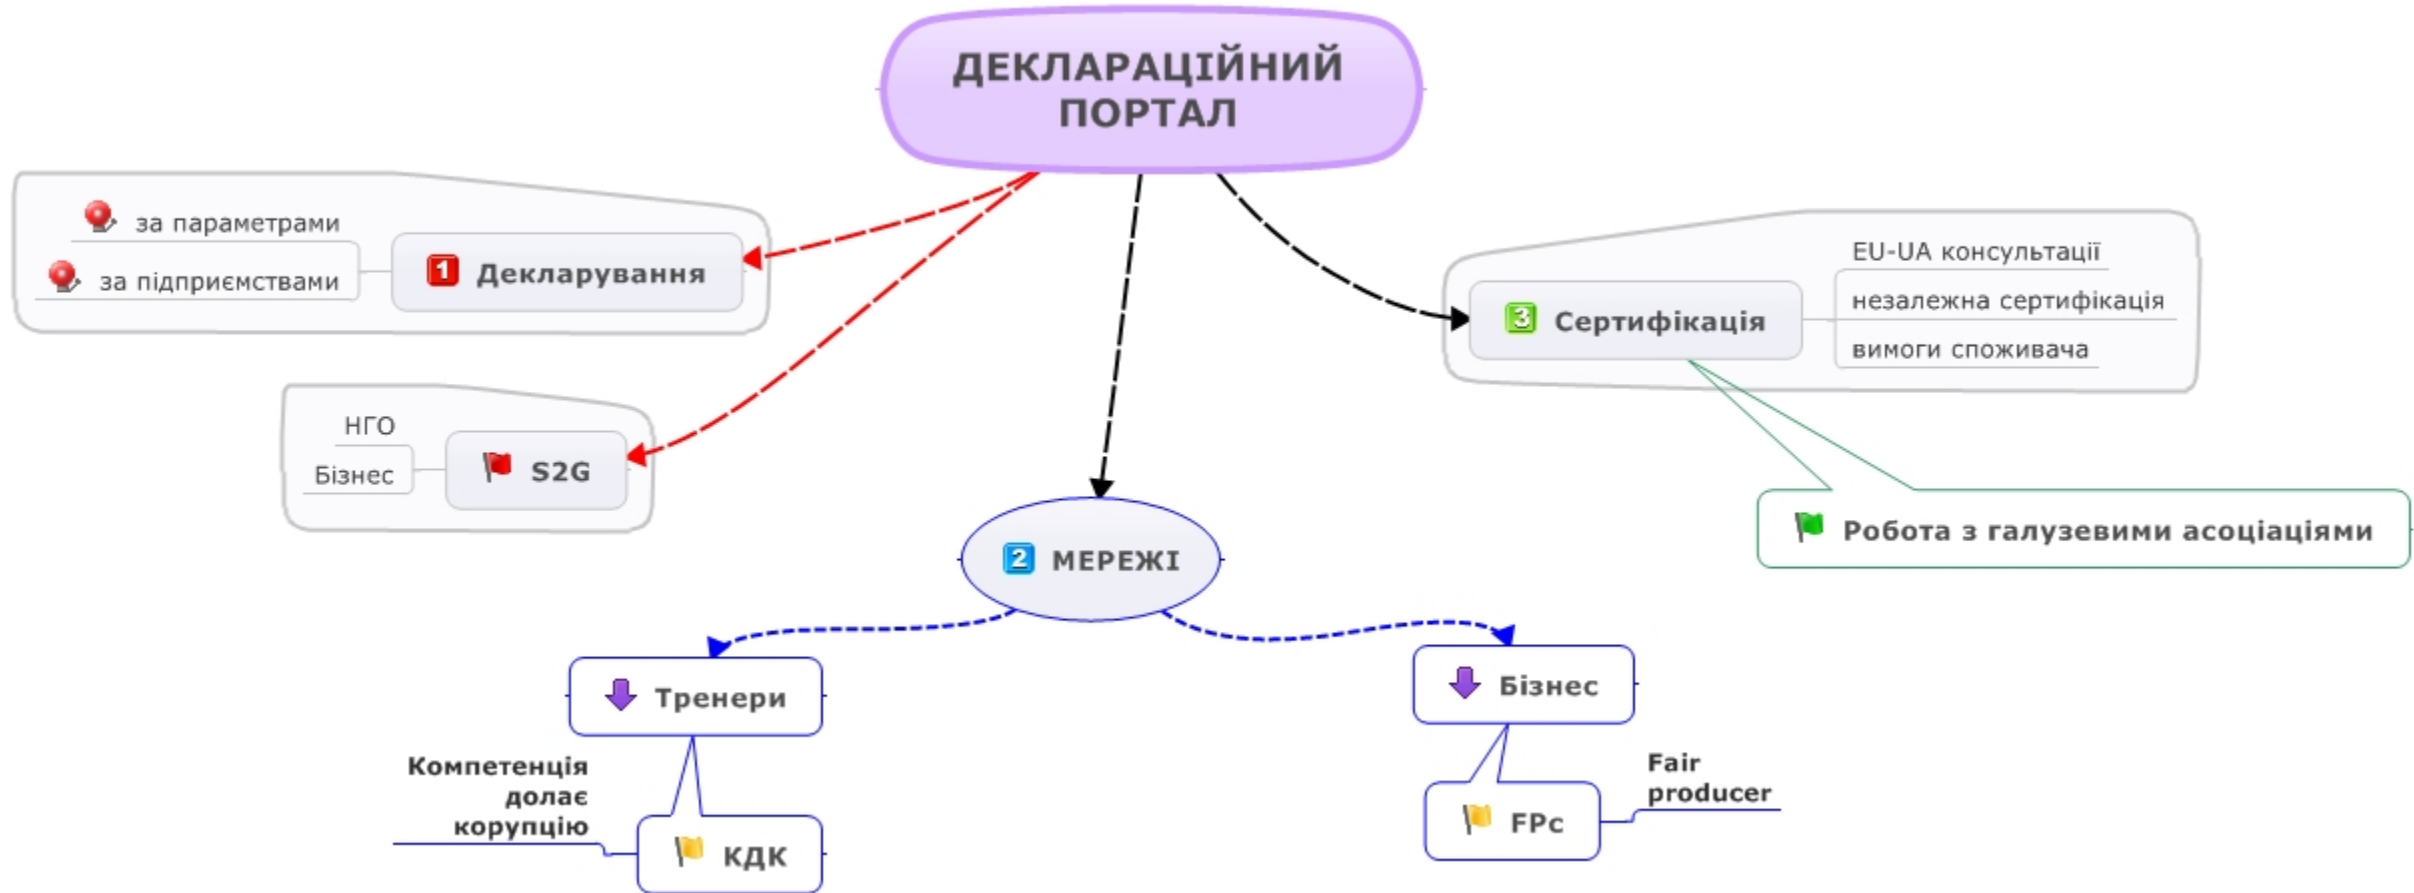 ДЕКЛАРАЦІЙНИЙ
ПОРТАЛ
за параметрами
за підприємствами
1 Декларування
НГО
Бізнес
S2G
3 Сертифікація
EU-UA консультації
незалежна сертифікація
вимоги споживача
Робота з галузевими асоціаціями
2 МЕРЕЖІ
Тренери
Компетенція
долає
корупцію
КДК
Бізнес
FPc
Fair
producer